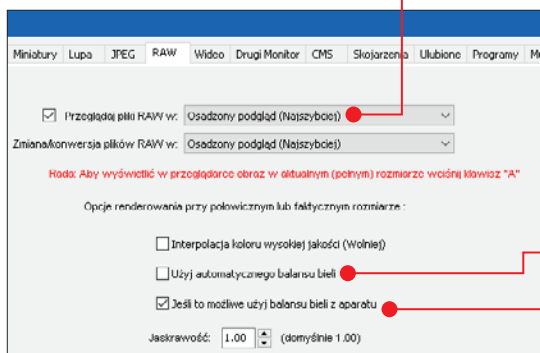 Miniatury Lupa JPEG RAW Wideo Drugi Monitor CMS Skojarzenia Ulubione Programy
Przeglądaj pliki RAW w: Osadzony podgląd (Najszybciej)
Zmiana/konwersja plików RAW w: Osadzony podgląd (Najszybciej)
Rada: Aby wyświetlić w przeglądarce obraz w aktualnym (pełnym) rozmiarze wciśnij klawisz "A"
Opcje renderowania przy połowicznym lub faktycznym rozmiarze :
Interpolacja koloru wysokiej jakości (Wolniej)
Użyj automatycznego balansu bieli
Jeśli to możliwe użyj balansu bieli z aparatu
Jaskrawość: 1.00 (domyślnie 1.00)